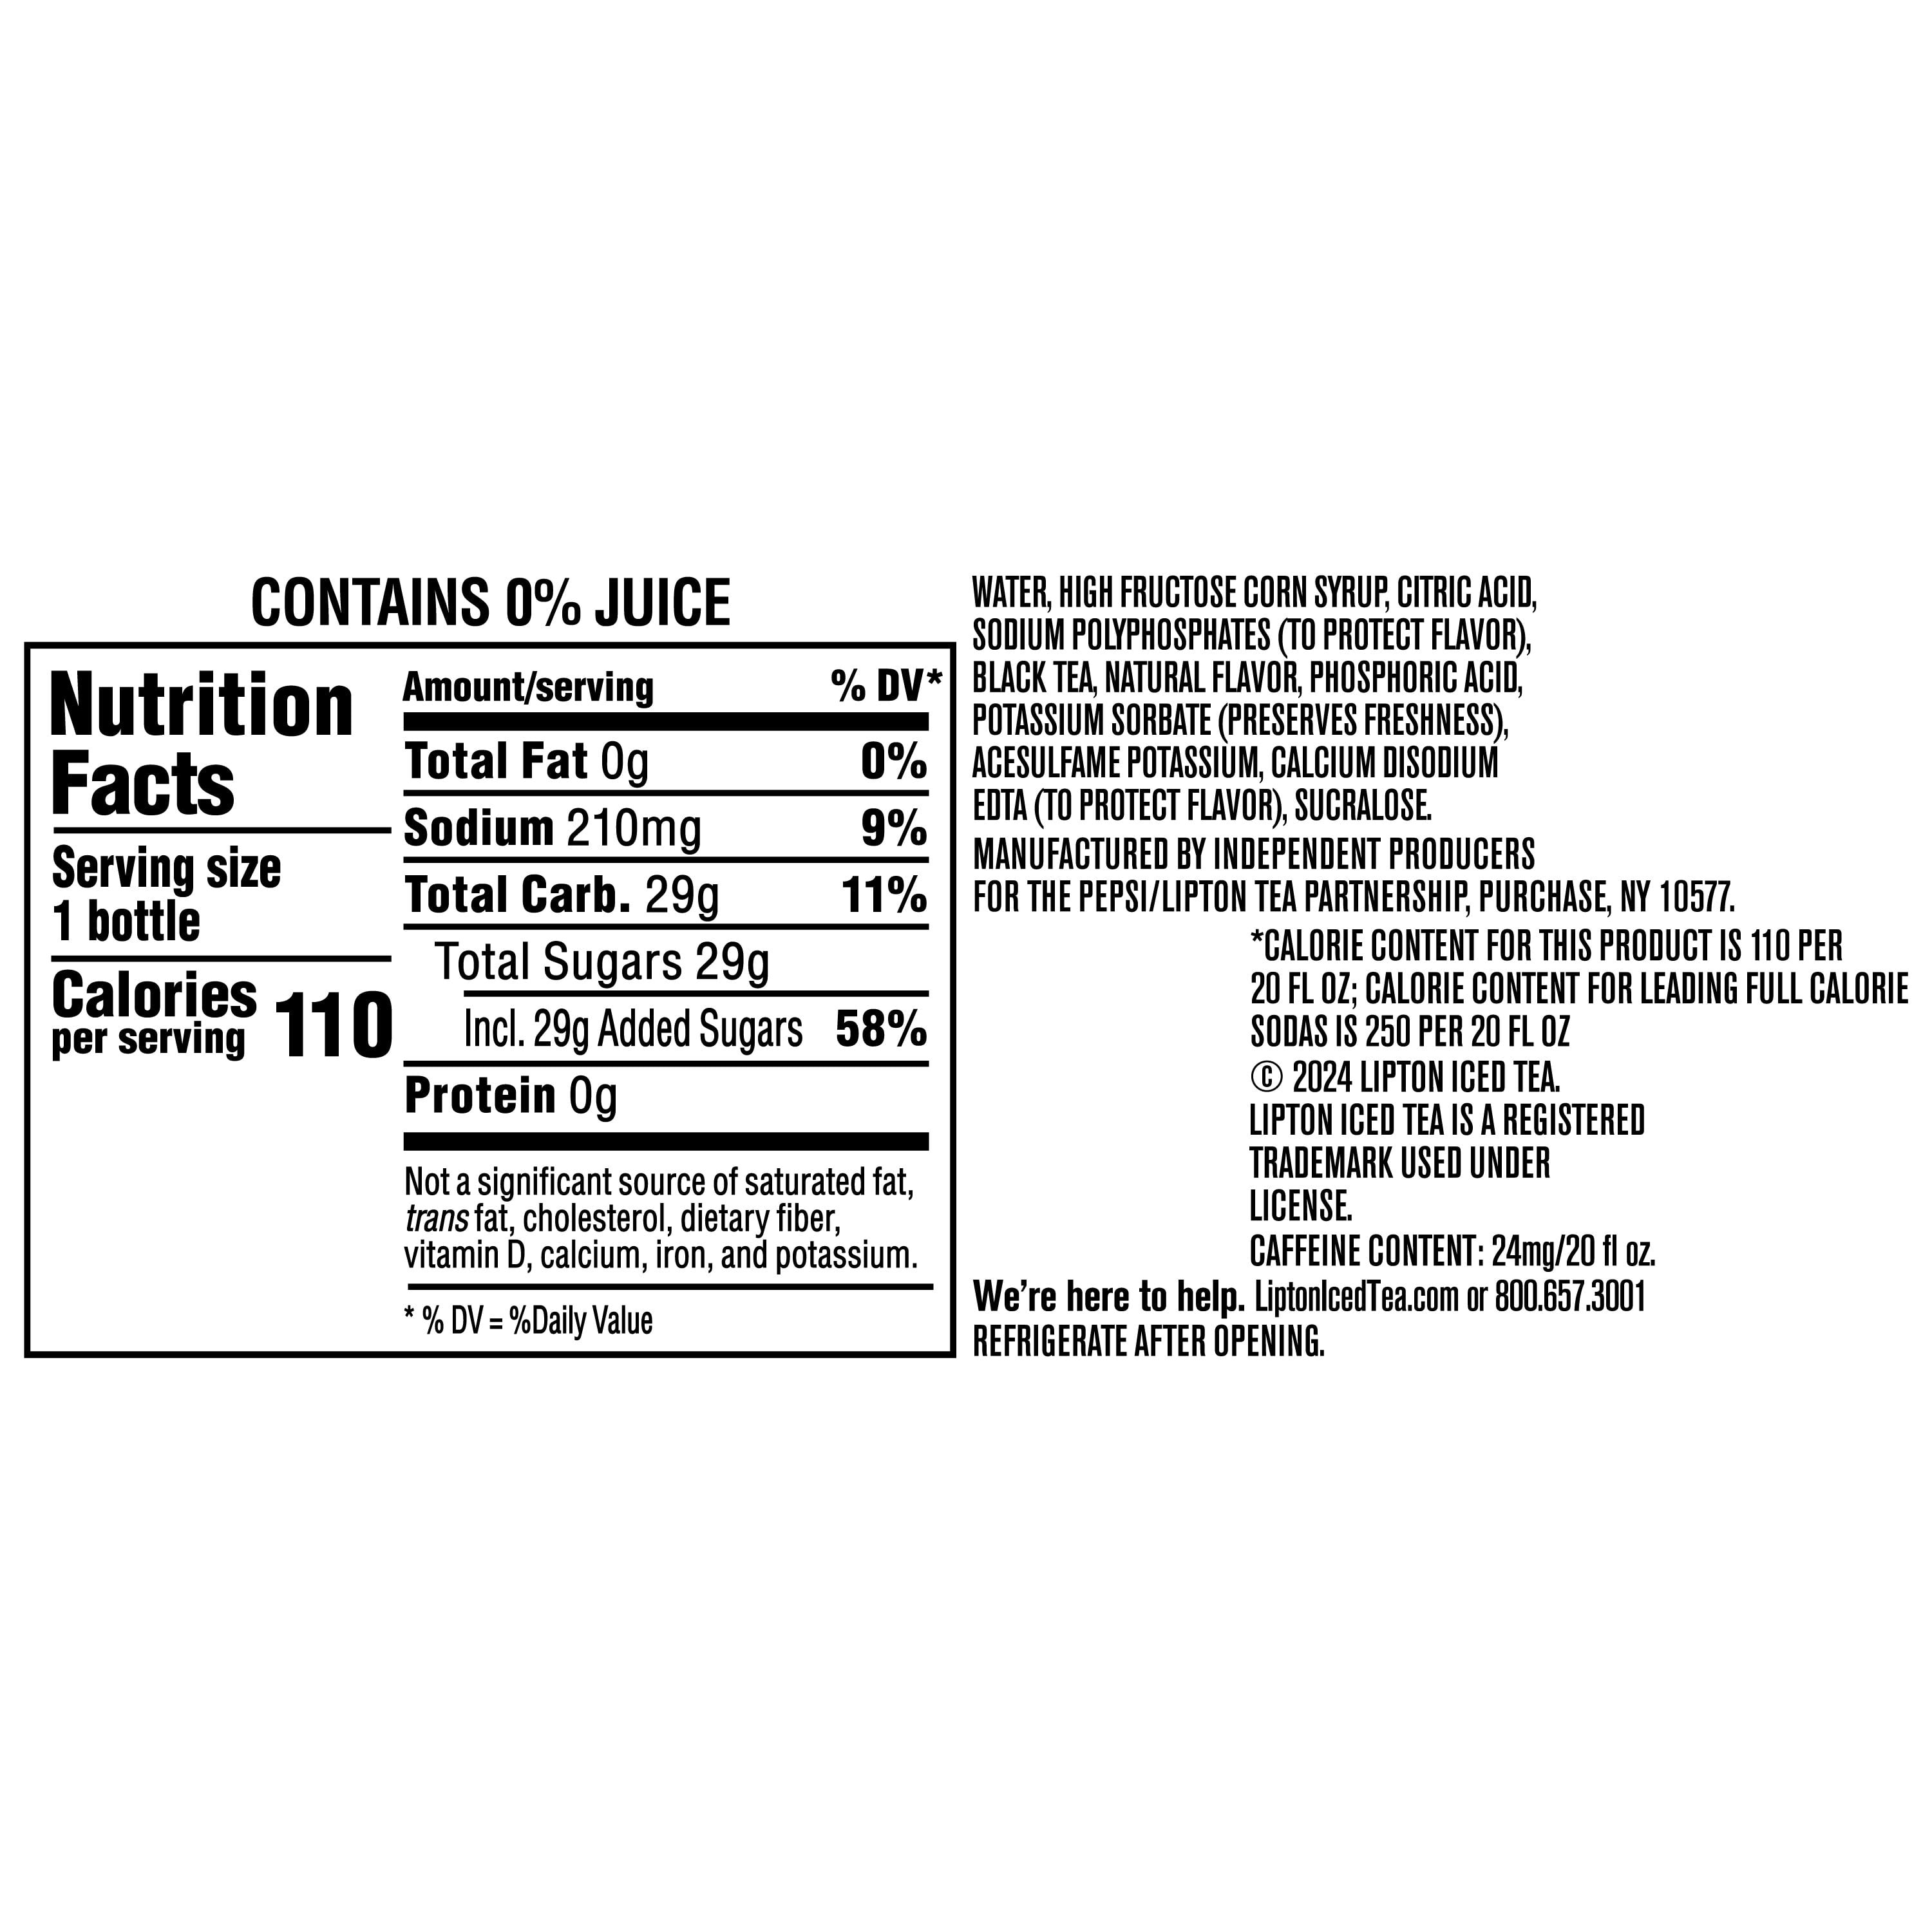 CONTAINS 0% JUICE
Nutrition
Facts
Serving size
1 bottle
Calories
per serving 110
Amount/serving % DV*
Total Fat 0g 0%
Sodium 210mg 9%
Total Carb. 29g 11%
Total Sugars 29g
Incl. 29g Added Sugars 58%
Protein 0g
Not a significant source of saturated fat,
trans fat, cholesterol, dietary fiber,
vitamin D, calcium, iron, and potassium.
* % DV = %Daily Value
WATER, HIGH FRUCTOSE CORN SYRUP, CITRIC ACID,
SODIUM POLYPHOSPHATES (TO PROTECT FLAVOR),
BLACK TEA, NATURAL FLAVOR, PHOSPHORIC ACID,
POTASSIUM SORBATE (PRESERVES FRESHNESS),
ACESULFAME POTASSIUM, CALCIUM DISODIUM
EDTA (TO PROTECT FLAVOR), SUCRALOSE.
MANUFACTURED BY INDEPENDENT PRODUCERS
FOR THE PEPSI/LIPTON TEA PARTNERSHIP, PURCHASE, NY 10577.
*CALORIE CONTENT FOR THIS PRODUCT IS 110 PER
20 FL OZ; CALORIE CONTENT FOR LEADING FULL CALORIE
SODAS IS 250 PER 20 FL OZ
© 2024 LIPTON ICED TEA.
LIPTON ICED TEA IS A REGISTERED
TRADEMARK USED UNDER
LICENSE.
CAFFEINE CONTENT: 24mg/20 fl oz.
We're here to help. LiptonIcedTea.com or 800.657.3001
REFRIGERATE AFTER OPENING.